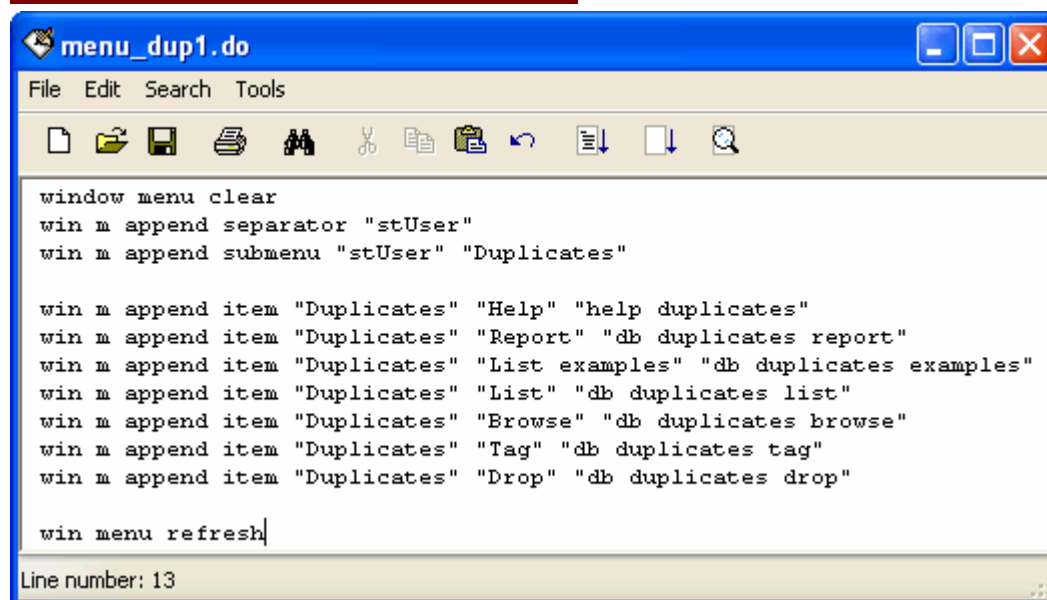 menu_dup1.do
File Edit Search Tools
window menu clear
win m append separator "stUser"
win m append submenu "stUser" "Duplicates"
win m append item "Duplicates" "Help" "help duplicates"
win m append item "Duplicates" "Report" "db duplicates report"
win m append item "Duplicates" "List examples" "db duplicates examples"
win m append item "Duplicates" "List" "db duplicates list"
win m append item "Duplicates" "Browse" "db duplicates browse"
win m append item "Duplicates" "Tag" "db duplicates tag"
win m append item "Duplicates" "Drop" "db duplicates drop"
win menu refresh
Line number: 13